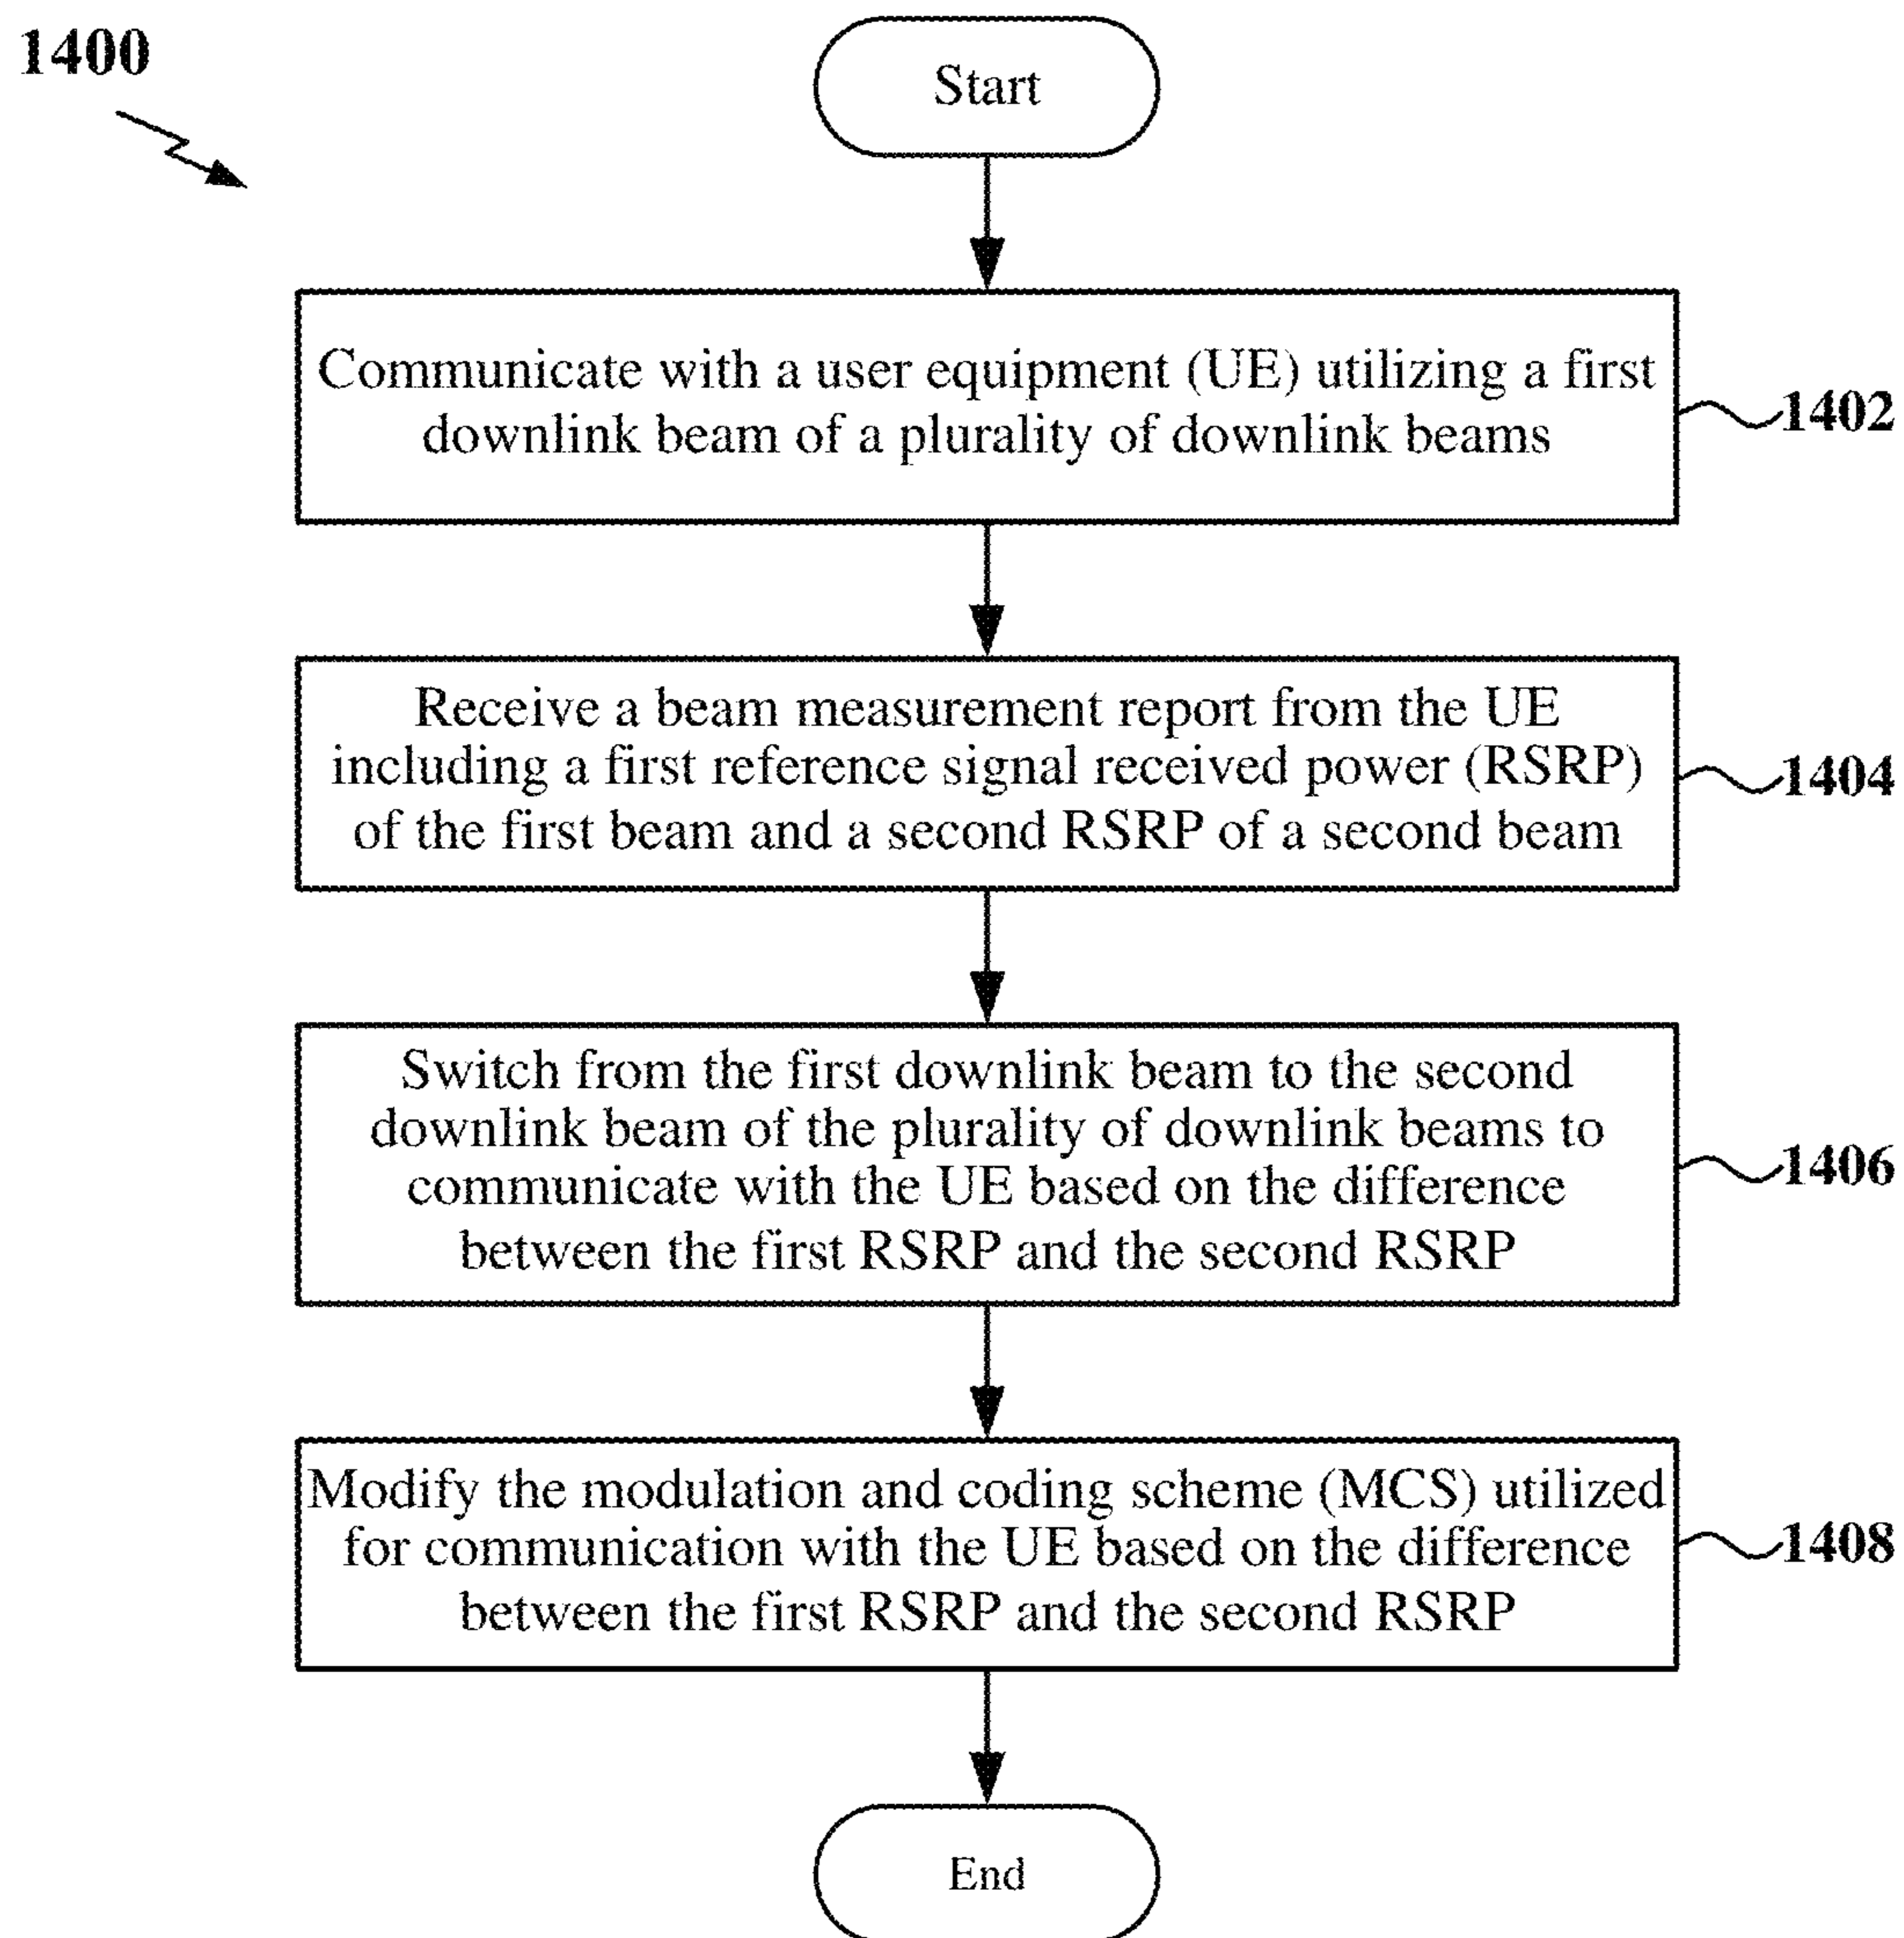 1400
Start
Communicate with a user equipment (UE) utilizing a first
downlink beam of a plurality of downlink beams
1402
Receive a beam measurement report from the UE
including a first reference signal received power (RSRP)
of the first beam and a second RSRP of a second beam
1404
Switch from the first downlink beam to the second
downlink beam of the plurality of downlink beams to
communicate with the UE based on the difference
between the first RSRP and the second RSRP
1406
Modify the modulation and coding scheme (MCS) utilized
for communication with the UE based on the difference
between the first RSRP and the second RSRP
1408
End